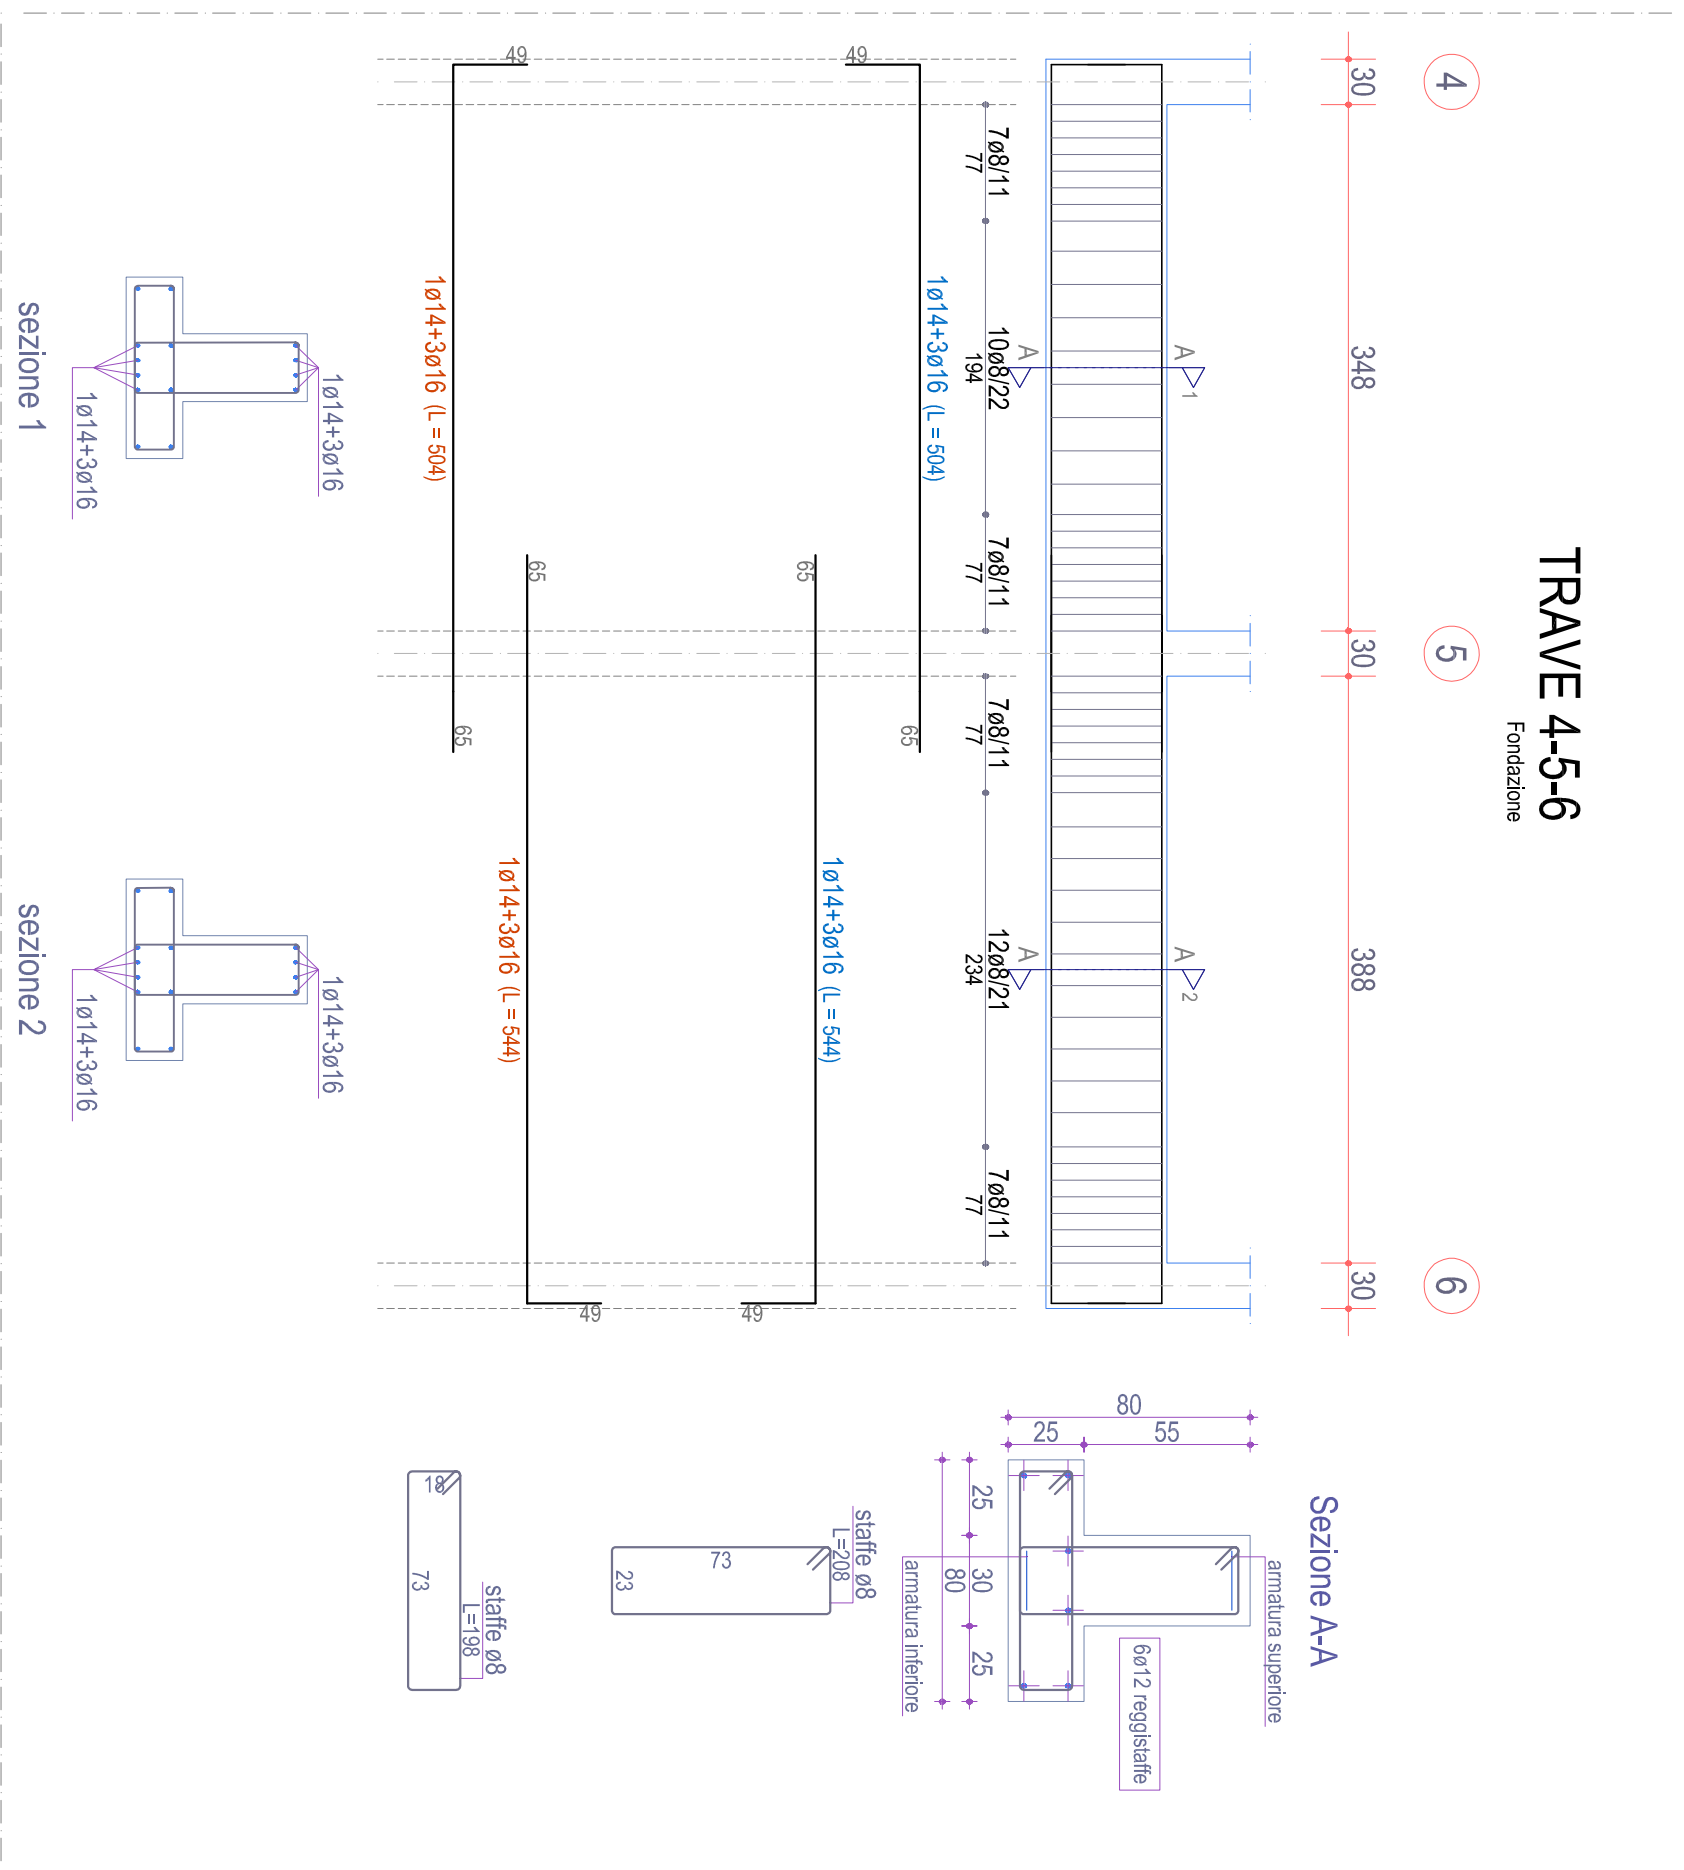 TRAVE 4-5-6
Fondazione
4
5
6
30
348
30
388
30
A
1
A
A
2
A
7ø8/11
77
10ø8/22
194
7ø8/11
77
7ø8/11
77
12ø8/21
234
7ø8/11
77
49
1ø14+3ø16 (L = 504)
65
65
1ø14+3ø16 (L = 544)
49
65
1ø14+3ø16 (L = 544)
49
49
1ø14+3ø16 (L = 504)
65
1ø14+3ø16
1ø14+3ø16
sezione 1
1ø14+3ø16
1ø14+3ø16
sezione 2
Sezione A-A
armatura superiore
6ø12 reggistaffe
80
55
25
25
30
25
80
armatura inferiore
staffe ø8
L=208
73
23
staffe ø8
L=198
18
73